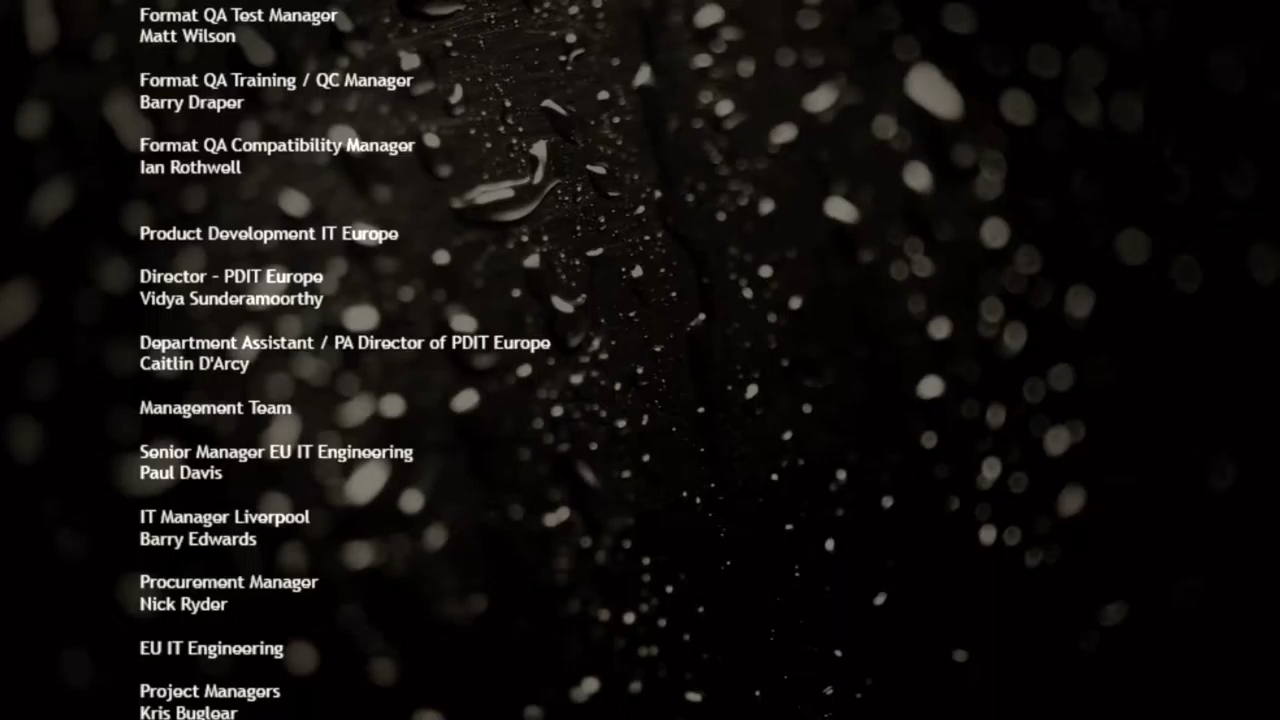 Format QA Test Manager
Matt Wilson
Format QA Training / QC Manager
Barry Draper
Format QA Compatibility Manager
Ian Rothwell
Product Development IT Europe
Director - PDIT Europe
Vidya Sunderamoorthy
Department Assistant / PA Director of PDIT Europe
Caitlin D'Arcy
Management Team
Senior Manager EU IT Engineering
Paul Davis
IT Manager Liverpool
Barry Edwards
Procurement Manager
Nick Ryder
EU IT Engineering
Project Managers
Kris Buglear